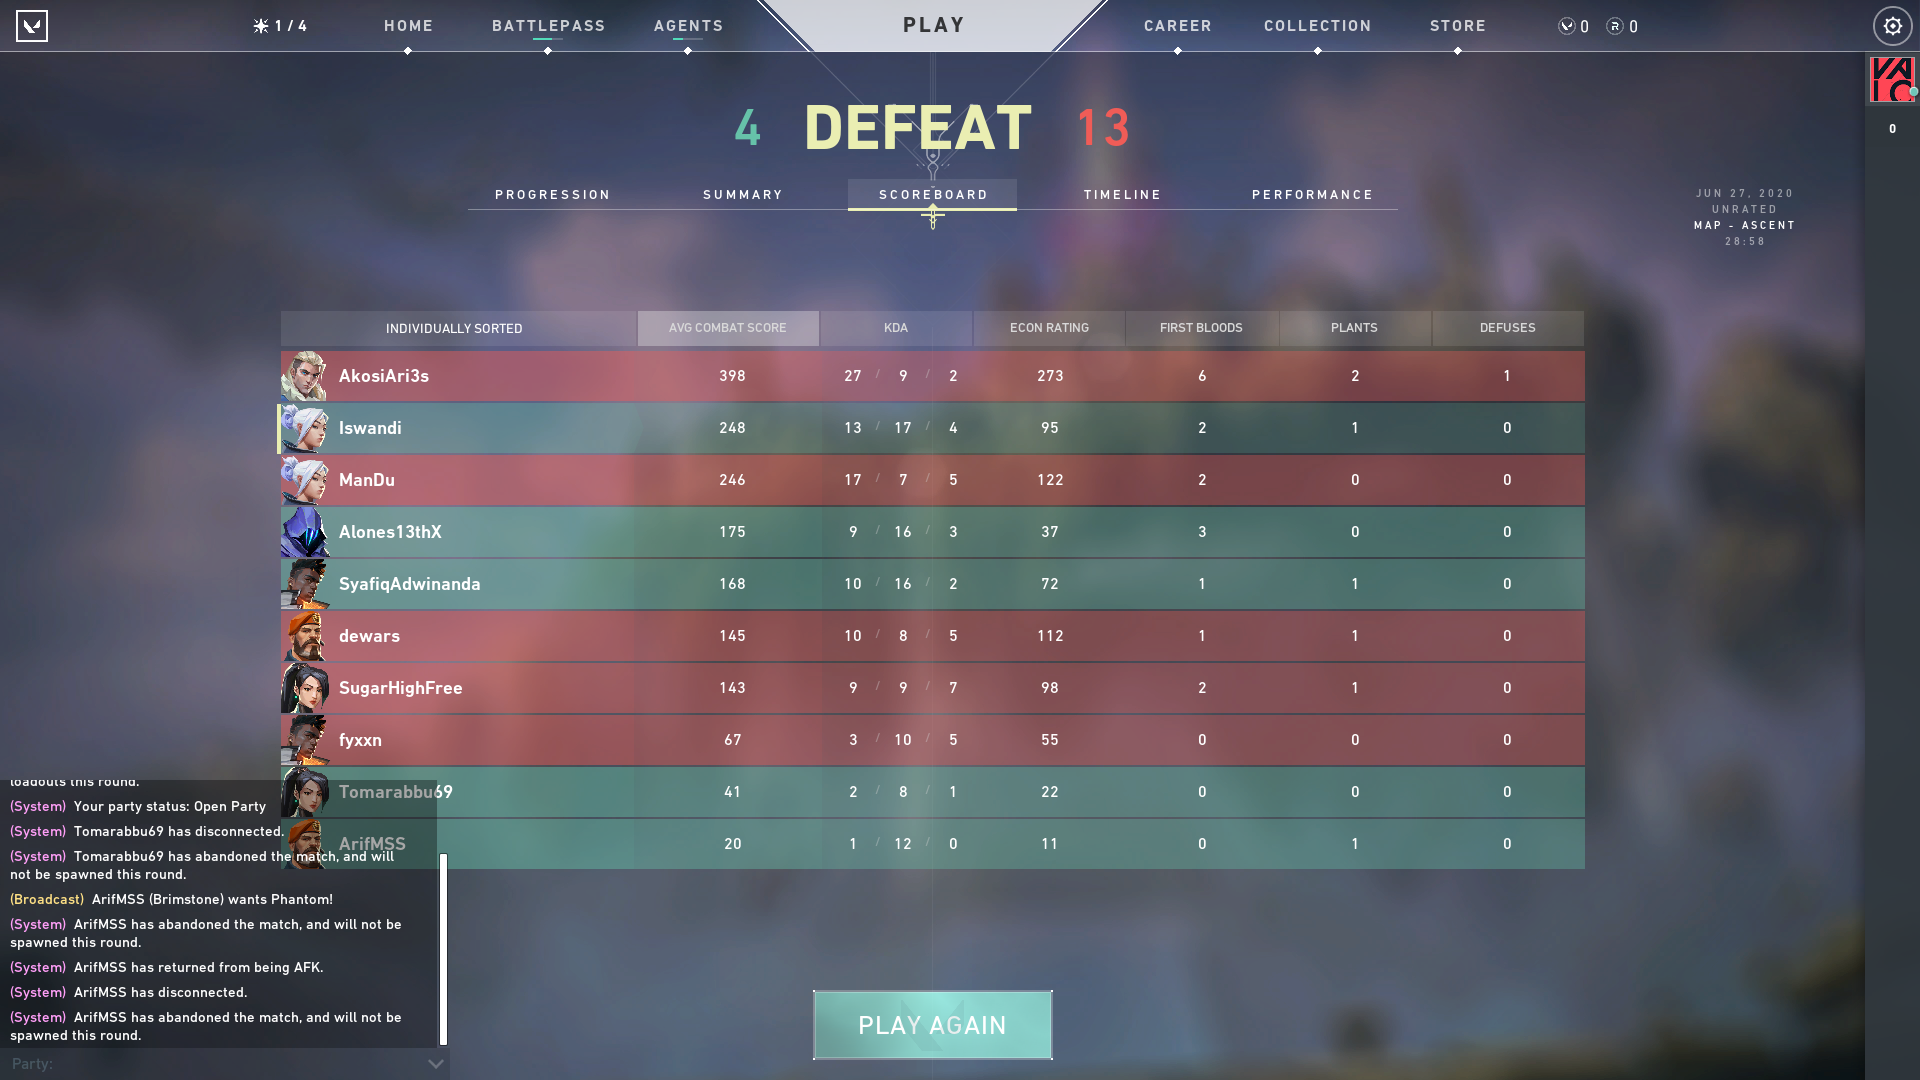 1 / 4
HOME
BATTLEPASS
AGENTS
PLAY
CAREER
COLLECTION
STORE
0
0
4 DEFEAT 13
PROGRESSION
SUMMARY
SCOREBOARD
TIMELINE
PERFORMANCE
JUN 27, 2020
UNRATED
MAP - ASCENT
28:58
0
INDIVIDUALLY SORTED AVG COMBAT SCORE KDA ECON RATING FIRST BLOODS PLANTS DEFUSES
AkosiAri3s 398 27 / 9 / 2 273 6 2 1
Iswandi 248 13 / 17 / 4 95 2 1 0
ManDu 246 17 / 7 / 5 122 2 0 0
Alones13thX 175 9 / 16 / 3 37 3 0 0
SyafiqAdwinanda 168 10 / 16 / 2 72 1 1 0
dewars 145 10 / 8 / 5 112 1 1 0
SugarHighFree 143 9 / 9 / 7 98 2 1 0
fyxxn 67 3 / 10 / 5 55 0 0 0
Tomarabbu69 41 2 / 8 / 1 22 0 0 0
ArifMSS 20 1 / 12 / 0 11 0 1 0
loadouts this round.
(System) Your party status: Open Party
(System) Tomarabbu69 has disconnected.
(System) Tomarabbu69 has abandoned the match, and will
not be spawned this round.
(Broadcast) ArifMSS (Brimstone) wants Phantom!
(System) ArifMSS has abandoned the match, and will not be
spawned this round.
(System) ArifMSS has returned from being AFK.
(System) ArifMSS has disconnected.
(System) ArifMSS has abandoned the match, and will not be
spawned this round.
Party:
PLAY AGAIN